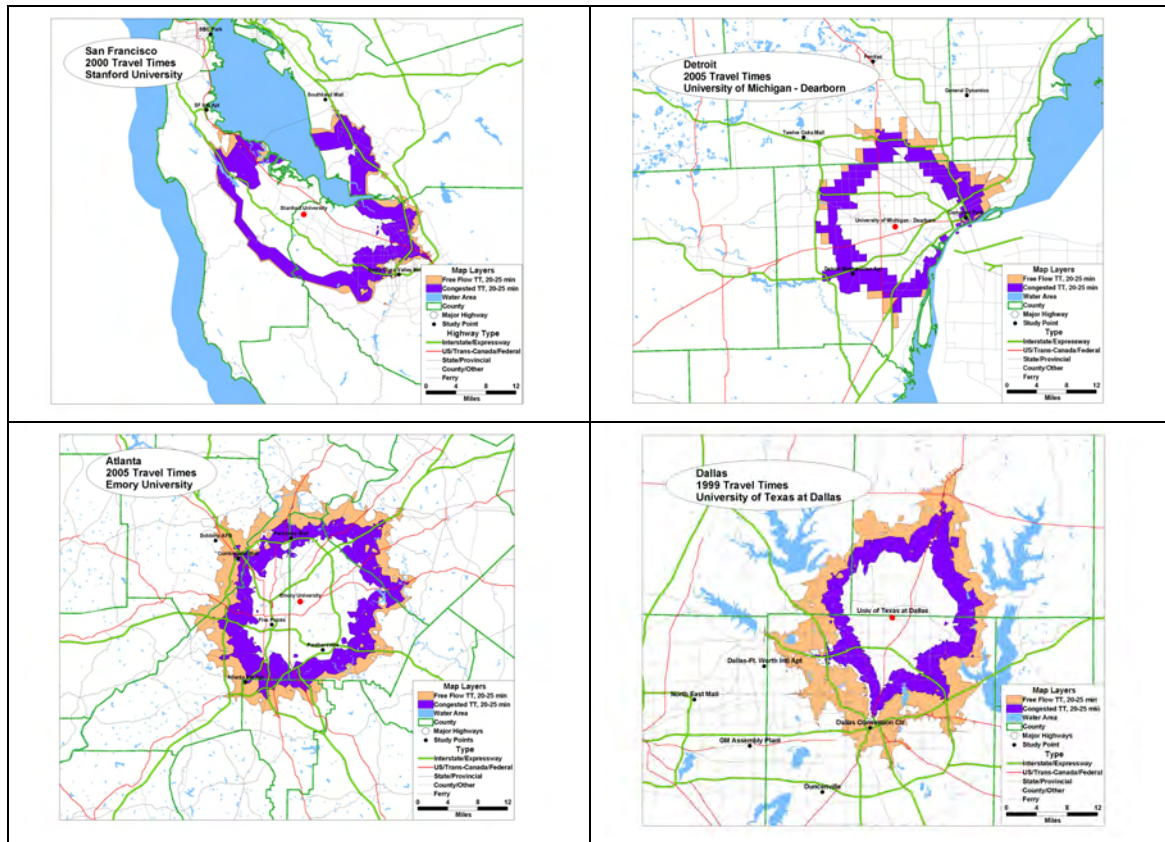 SBC Park
San Francisco
2000 Travel Times
Stanford University
Southland Mall
SF Intl Apt
Stanford University
Map Layers
Free Flow TT, 20-25 min
Congested TT, 20-25 min
Water Area
County
Major Highway
Study Point
Highway Type
Interstate/Expressway
US/Trans-Canada/Federal
State/Provincial
County/Other
Ferry
0 4 8 12
Miles
Detroit
2005 Travel Times
University of Michigan - Dearborn
Pontiac
General Dynamics
Twelve Oaks Mall
University of Michigan - Dearborn
Map Layers
Free Flow TT, 20-25 min
Congested TT, 20-25 min
Water Area
County
Major Highway
Study Point
Type
Interstate/Expressway
US/Trans-Canada/Federal
State/Provincial
County/Other
Ferry
0 4 8 12
Miles
Atlanta
2005 Travel Times
Emory University
Dobbins AFB
Emory University
Five Points
Map Layers
Free Flow TT, 20-25 min
Congested TT, 20-25 min
Water Area
County
Major Highways
Study Points
Type
Interstate/Expressway
US/Trans-Canada/Federal
State/Provincial
County/Other
Ferry
0 4 8 12
Miles
Dallas
1999 Travel Times
University of Texas at Dallas
Univ of Texas at Dallas
Dallas-Ft. Worth Intl Apt
North East Mall
Dallas Convention Ctr.
GM Assembly Plant
Duncanville
Map Layers
Free Flow TT, 20-25 min
Congested TT, 20-25 min
Water Area
County
Major Highways
Study Point
Type
Interstate/Expressway
US/Trans-Canada/Federal
State/Provincial
County/Other
Ferry
0 4 8 12
Miles